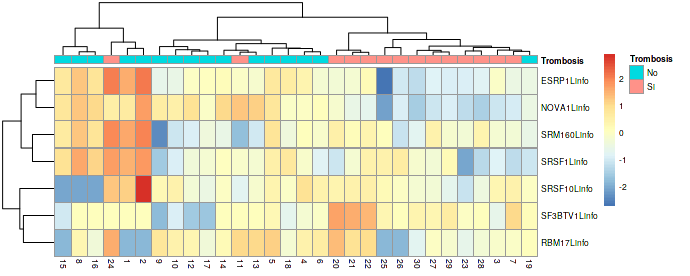 Trombosis
Trombosis
No
SI
ESRP1Linfo
NOVA1Linfo
SRM160Linfo
SRSF1Linfo
SRSF10Linfo
SF3BTV1Linfo
RBM17Linfo
2
1
0
-1
-2
15 8 16 24 1 2 9 10 12 17 14 11 13 5 18 4 6 20 21 22 25 26 30 27 29 23 28 3 7 19